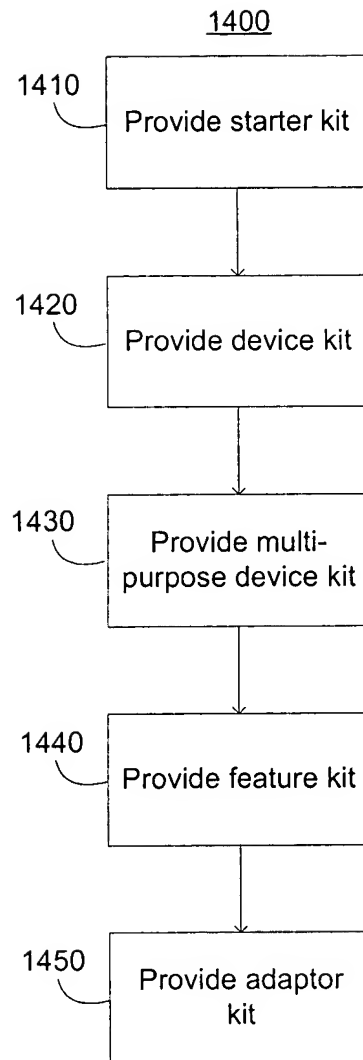 1400
1410
Provide starter kit
1420
Provide device kit
1430
Provide multi-
purpose device kit
1440
Provide feature kit
1450
Provide adaptor
kit